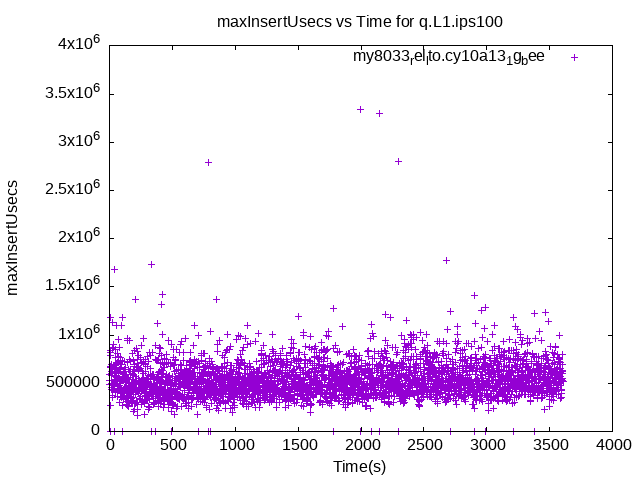 maxInsertUsecs vs Time for q.L1.ips100
my8033rel_lto.cy10a13_1g_bee
4x10^6
3.5x10^6
3x10^6
2.5x10^6
2x10^6
1.5x10^6
1x10^6
500000
0
maxInsertUsecs
0 500 1000 1500 2000 2500 3000 3500 4000
Time(s)